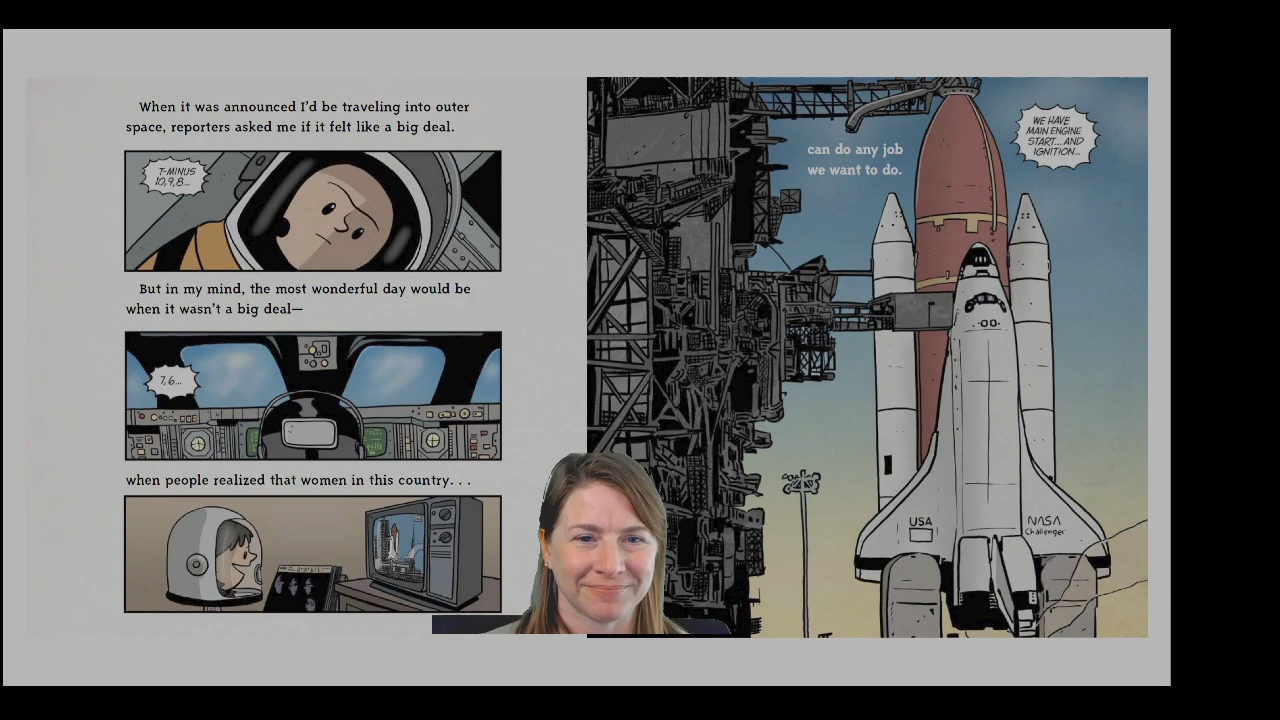 When it was announced I'd be traveling into outer
space, reporters asked me if it felt like a big deal.
T-MINUS
10, 9, 8...
But in my mind, the most wonderful day would be
when it wasn't a big deal—
7, 6...
when people realized that women in this country. . .
can do any job
we want to do.
WE HAVE
MAIN ENGINE
START... AND
IGNITION...
USA
NASA
Challenger